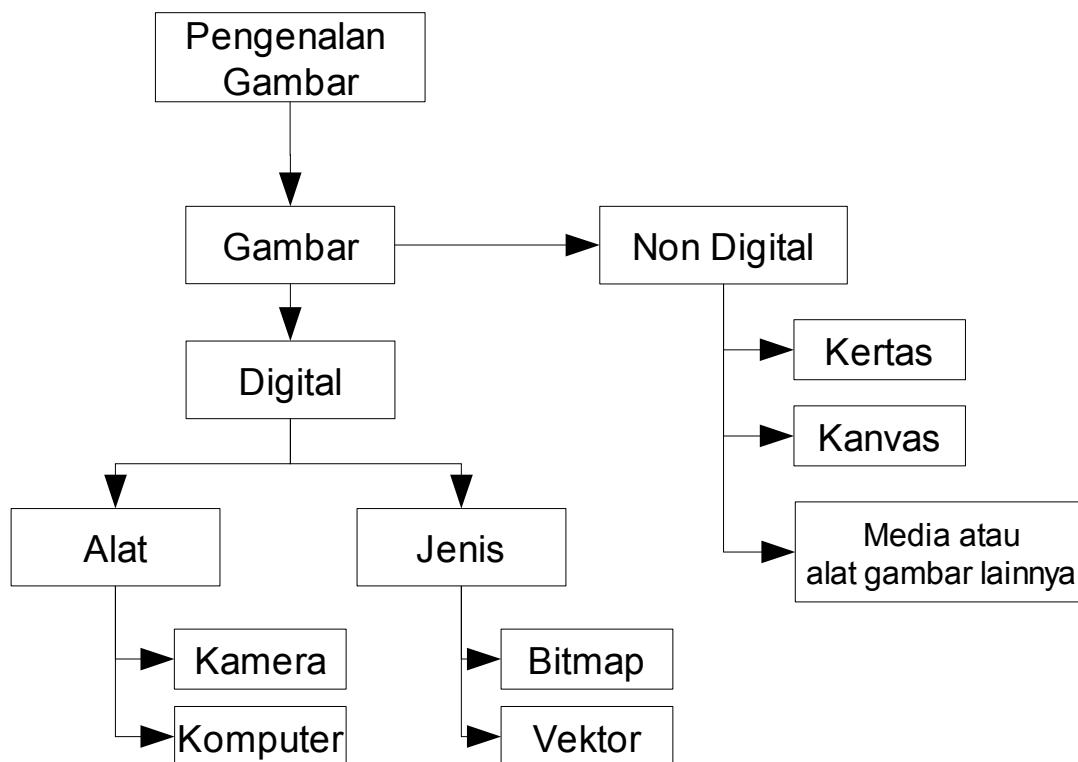 Pengenalan
Gambar
Gambar
Non Digital
Digital
Kertas
Kanvas
Media atau
alat gambar lainnya
Alat
Jenis
Kamera
Komputer
Bitmap
Vektor